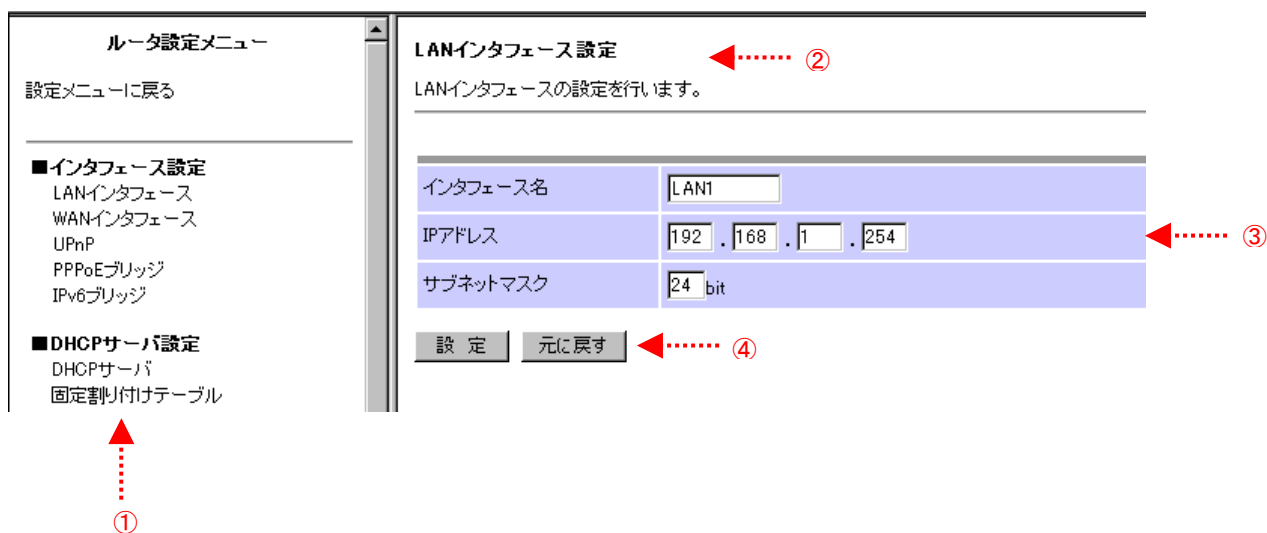 ルータ設定メニュー
設定メニューに戻る
■インタフェース設定
LANインタフェース
WANインタフェース
UPnP
PPPoEブリッジ
IPv6ブリッジ
■DHCPサーバ設定
DHCPサーバ
固定割り付けテーブル
①
LANインタフェース設定
②
LANインタフェースの設定を行います。
インタフェース名 LAN1
IPアドレス 192 . 168 . 1 . 254
③
サブネットマスク 24 bit
設 定 元に戻す
④